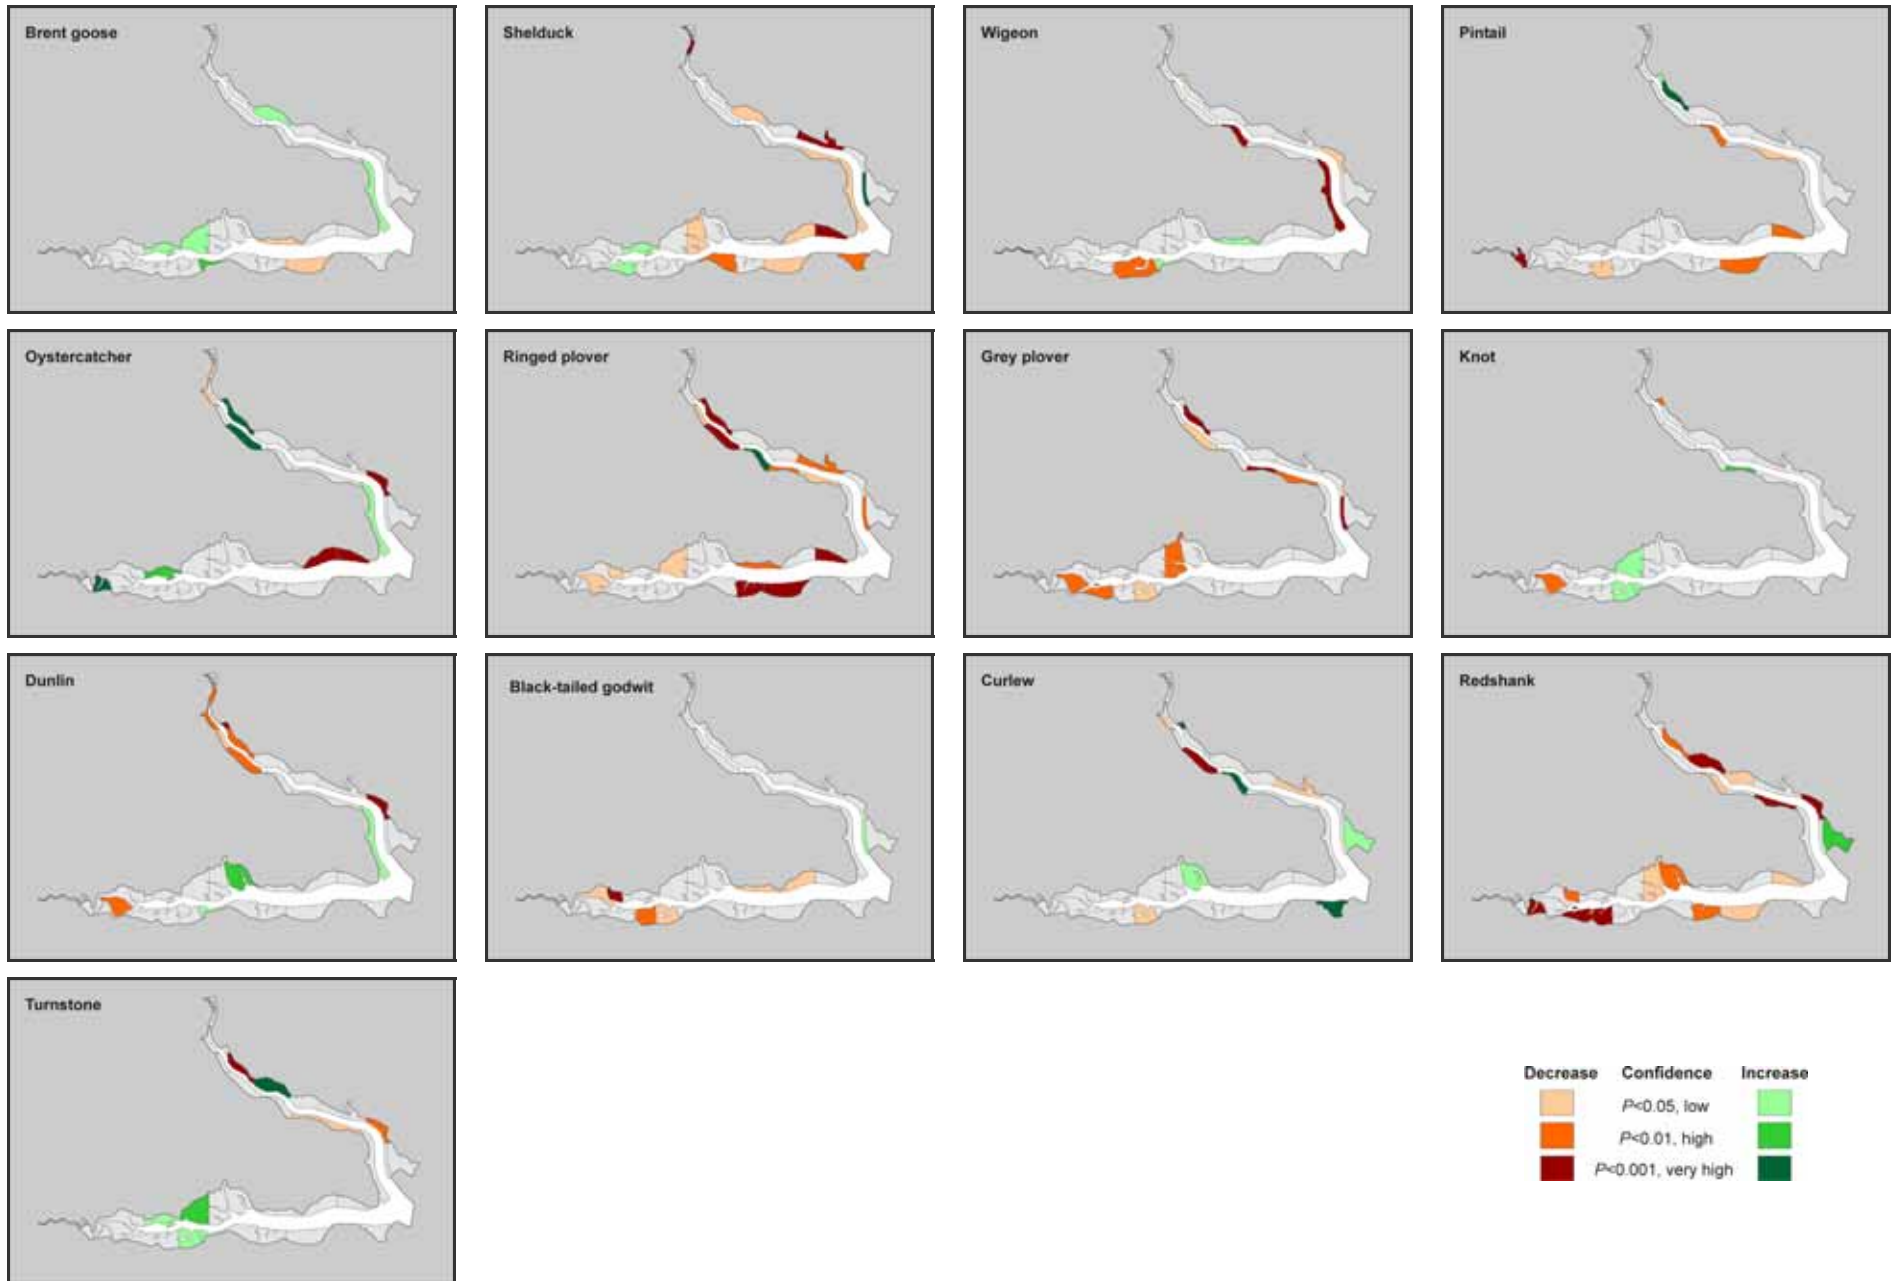 Brent goose
Shelduck
Wigeon
Pintail
Oystercatcher
Ringed plover
Grey plover
Knot
Dunlin
Black-tailed godwit
Curlew
Redshank
Turnstone
Decrease Confidence Increase
P<0.05, low
P<0.01, high
P<0.001, very high